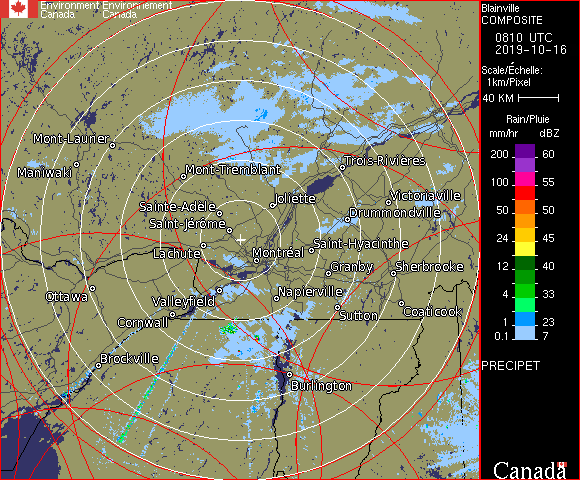 Environment Environnement
Canada Canada
Blainville
COMPOSITE
0810 UTC
2019-10-16
Scale/Échelle:
1km/Pixel
40 KM
Rain/Pluie
mm/hr dBZ
200 60
100 55
50 50
24 45
12 40
4 33
1 23
0.1 7
PRECIPET
Canada
Mont-Laurier
Maniwaki
Mont-Tremblant
Trois-Rivières
Joliette
Victoriaville
Sainte-Adèle
Drummondville
Saint-Jérôme
Saint-Hyacinthe
Lachute
Montréal
Granby
Sherbrooke
Ottawa
Valleyfield
Napierville
Coaticook
Cornwall
Sutton
Brockville
Burlington